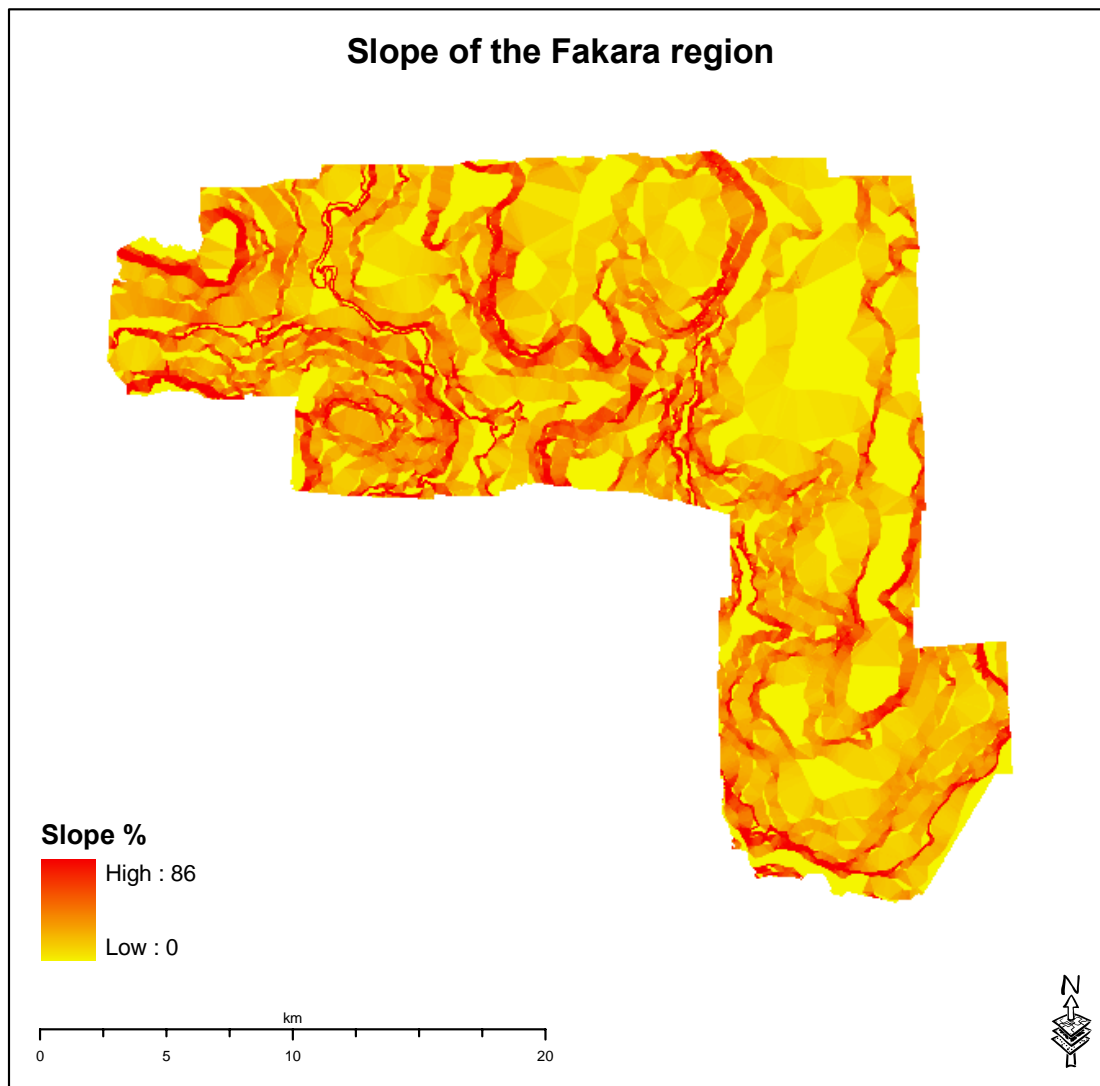 Slope of the Fakara region
Slope %
High : 86
Low : 0
km
0 5 10 20
N